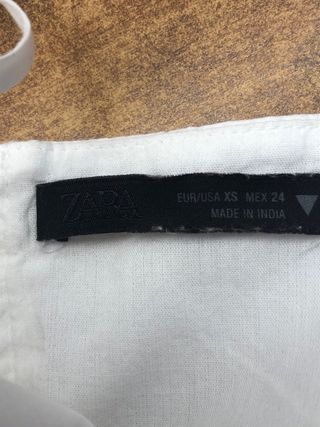 ZARA
EUR/USA XS MEX 24
MADE IN INDIA